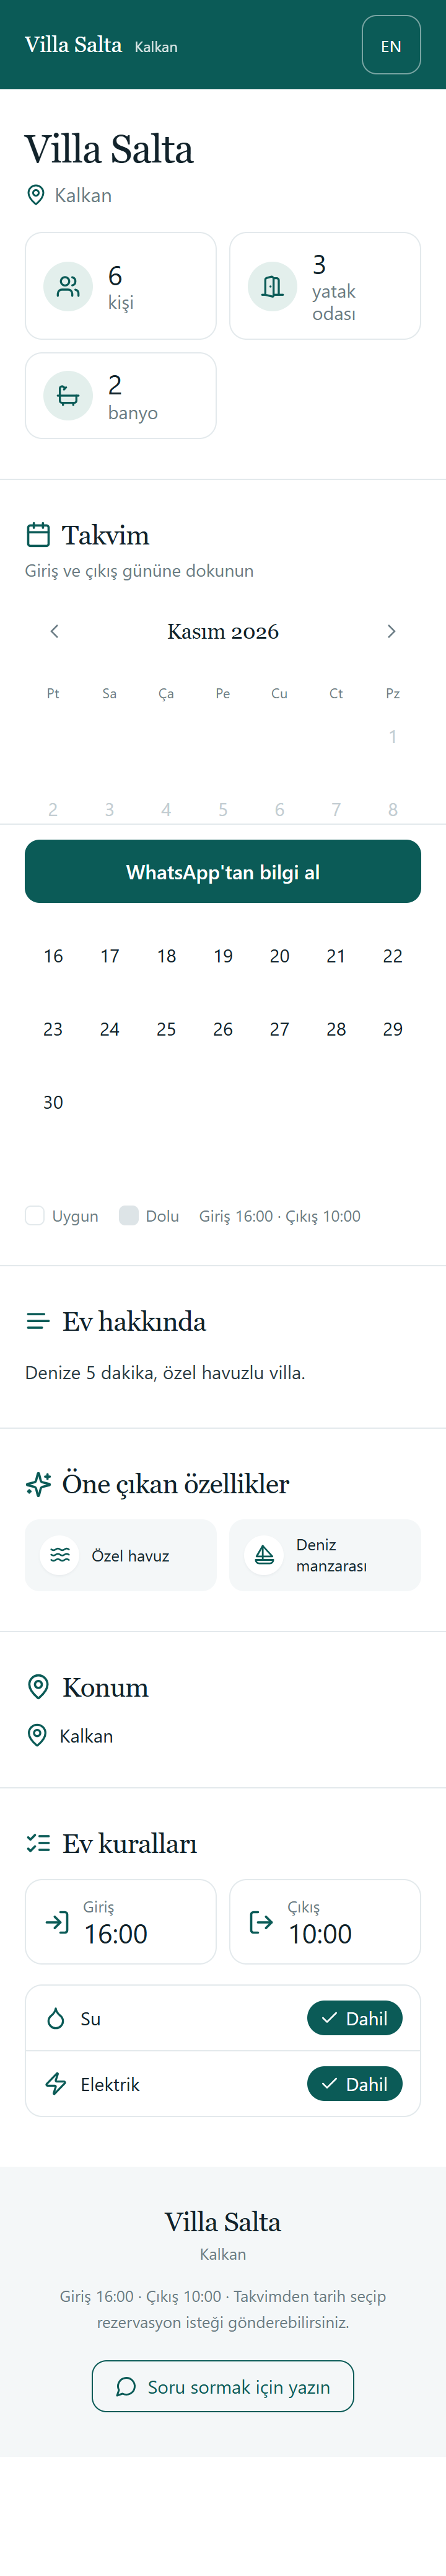 Villa Salta Kalkan EN
Villa Salta
Kalkan
6
kişi
3
yatak
odası
2
banyo
Takvim
Giriş ve çıkış gününe dokunun
Kasım 2026
Pt Sa Ça Pe Cu Ct Pz
1
2 3 4 5 6 7 8
WhatsApp'tan bilgi al
16 17 18 19 20 21 22
23 24 25 26 27 28 29
30
Uygun Dolu Giriş 16:00 · Çıkış 10:00
Ev hakkında
Denize 5 dakika, özel havuzlu villa.
Öne çıkan özellikler
Özel havuz
Deniz
manzarası
Konum
Kalkan
Ev kuralları
Giriş
16:00
Çıkış
10:00
Su Dahil
Elektrik Dahil
Villa Salta
Kalkan
Giriş 16:00 · Çıkış 10:00 · Takvimden tarih seçip
rezervasyon isteği gönderebilirsiniz.
Soru sormak için yazın